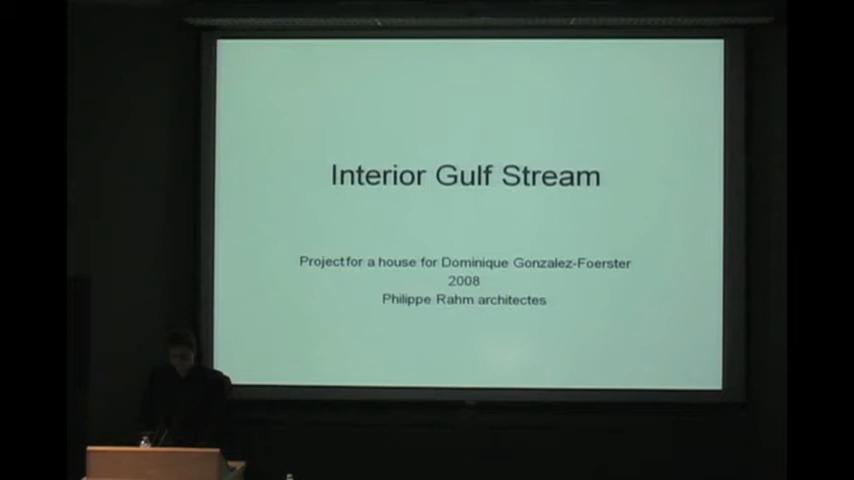 Interior Gulf Stream
Project for a house for Dominique Gonzalez-Foerster
2008
Philippe Rahm architectes